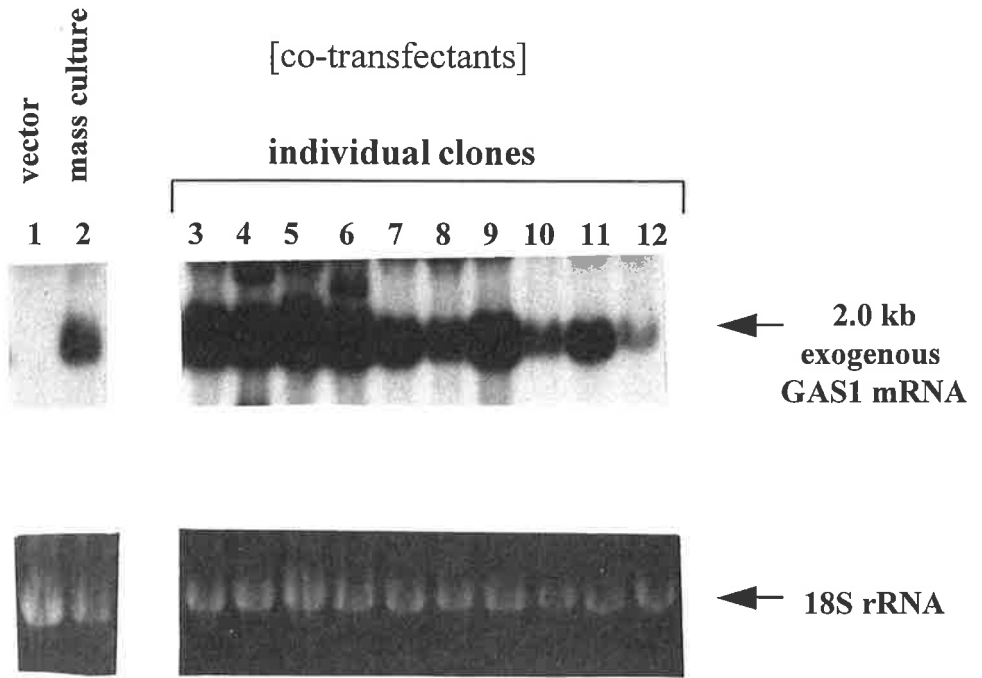 [co-transfectants]
vector
mass culture
individual clones
1 2 3 4 5 6 7 8 9 10 11 12
2.0 kb
exogenous
GAS1 mRNA
18S rRNA